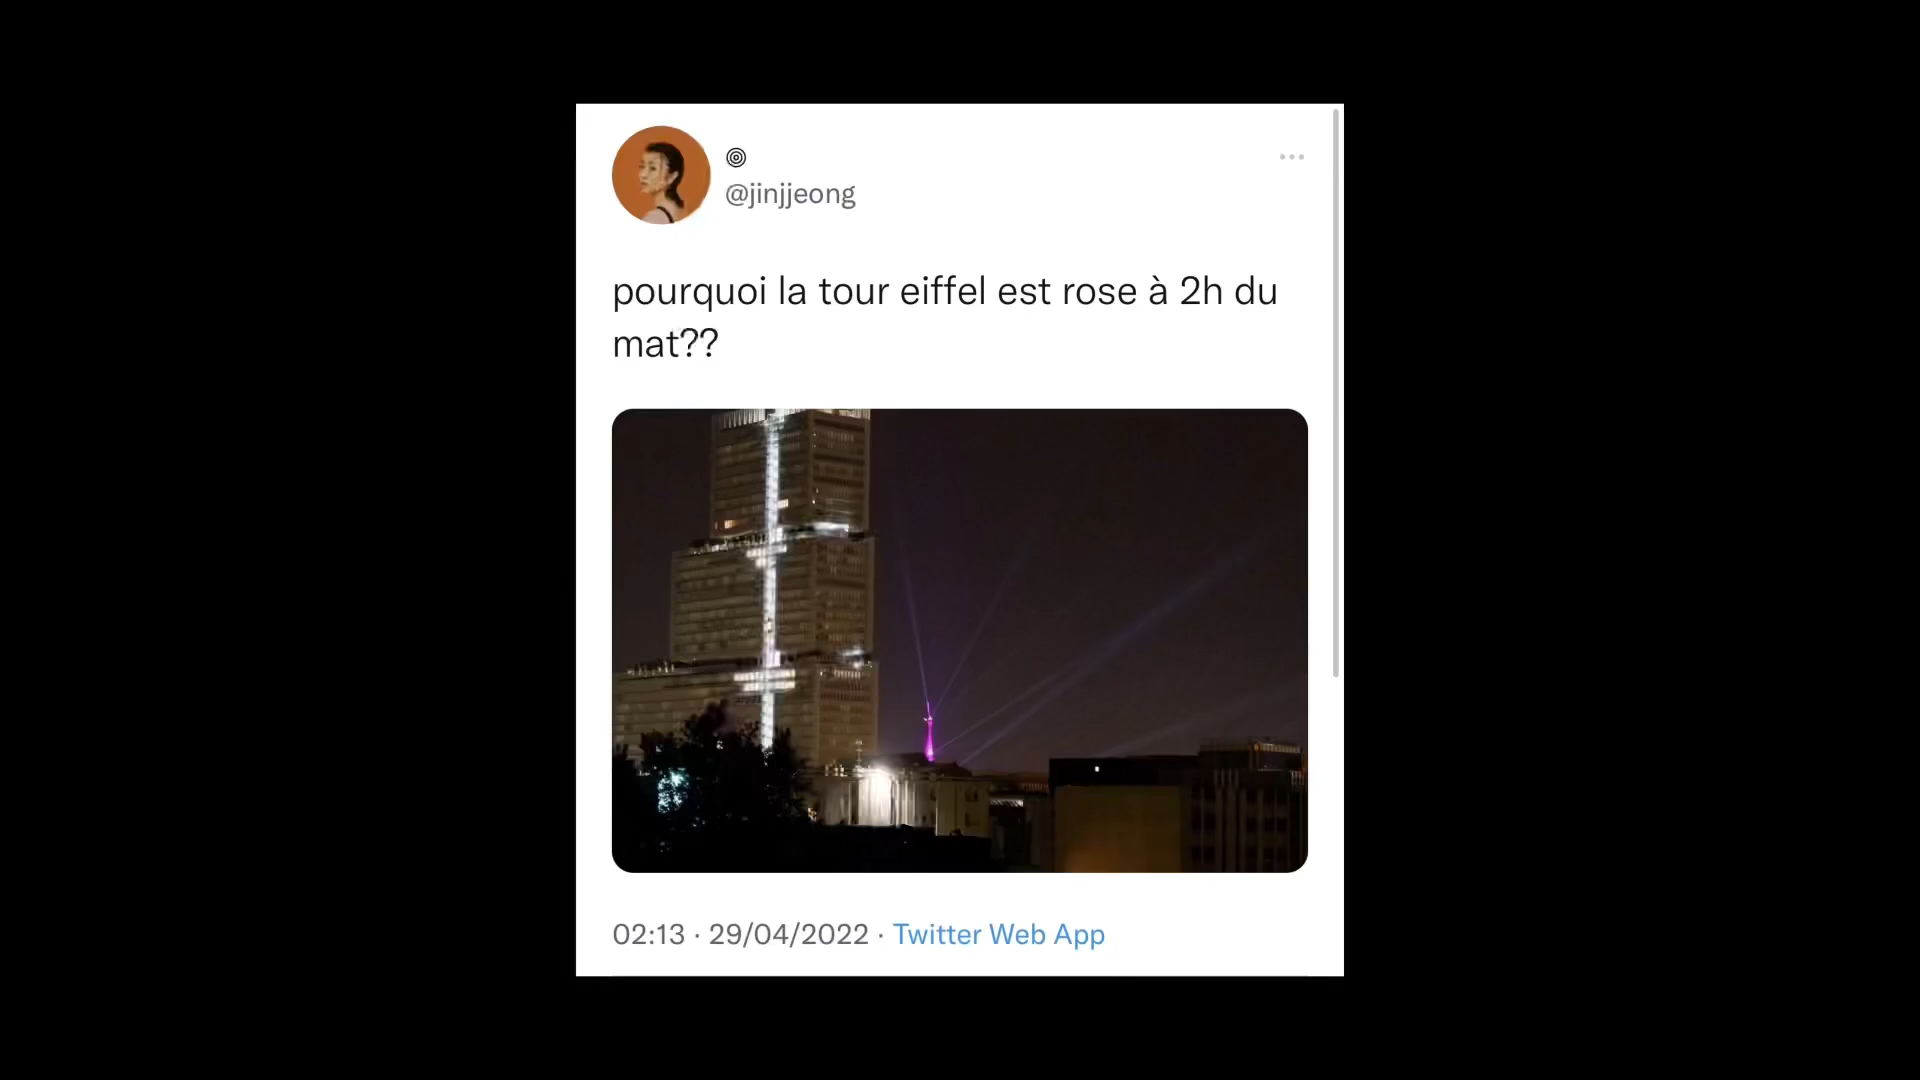 @jinjjeong
pourquoi la tour eiffel est rose à 2h du
mat??
02:13 · 29/04/2022 · Twitter Web App